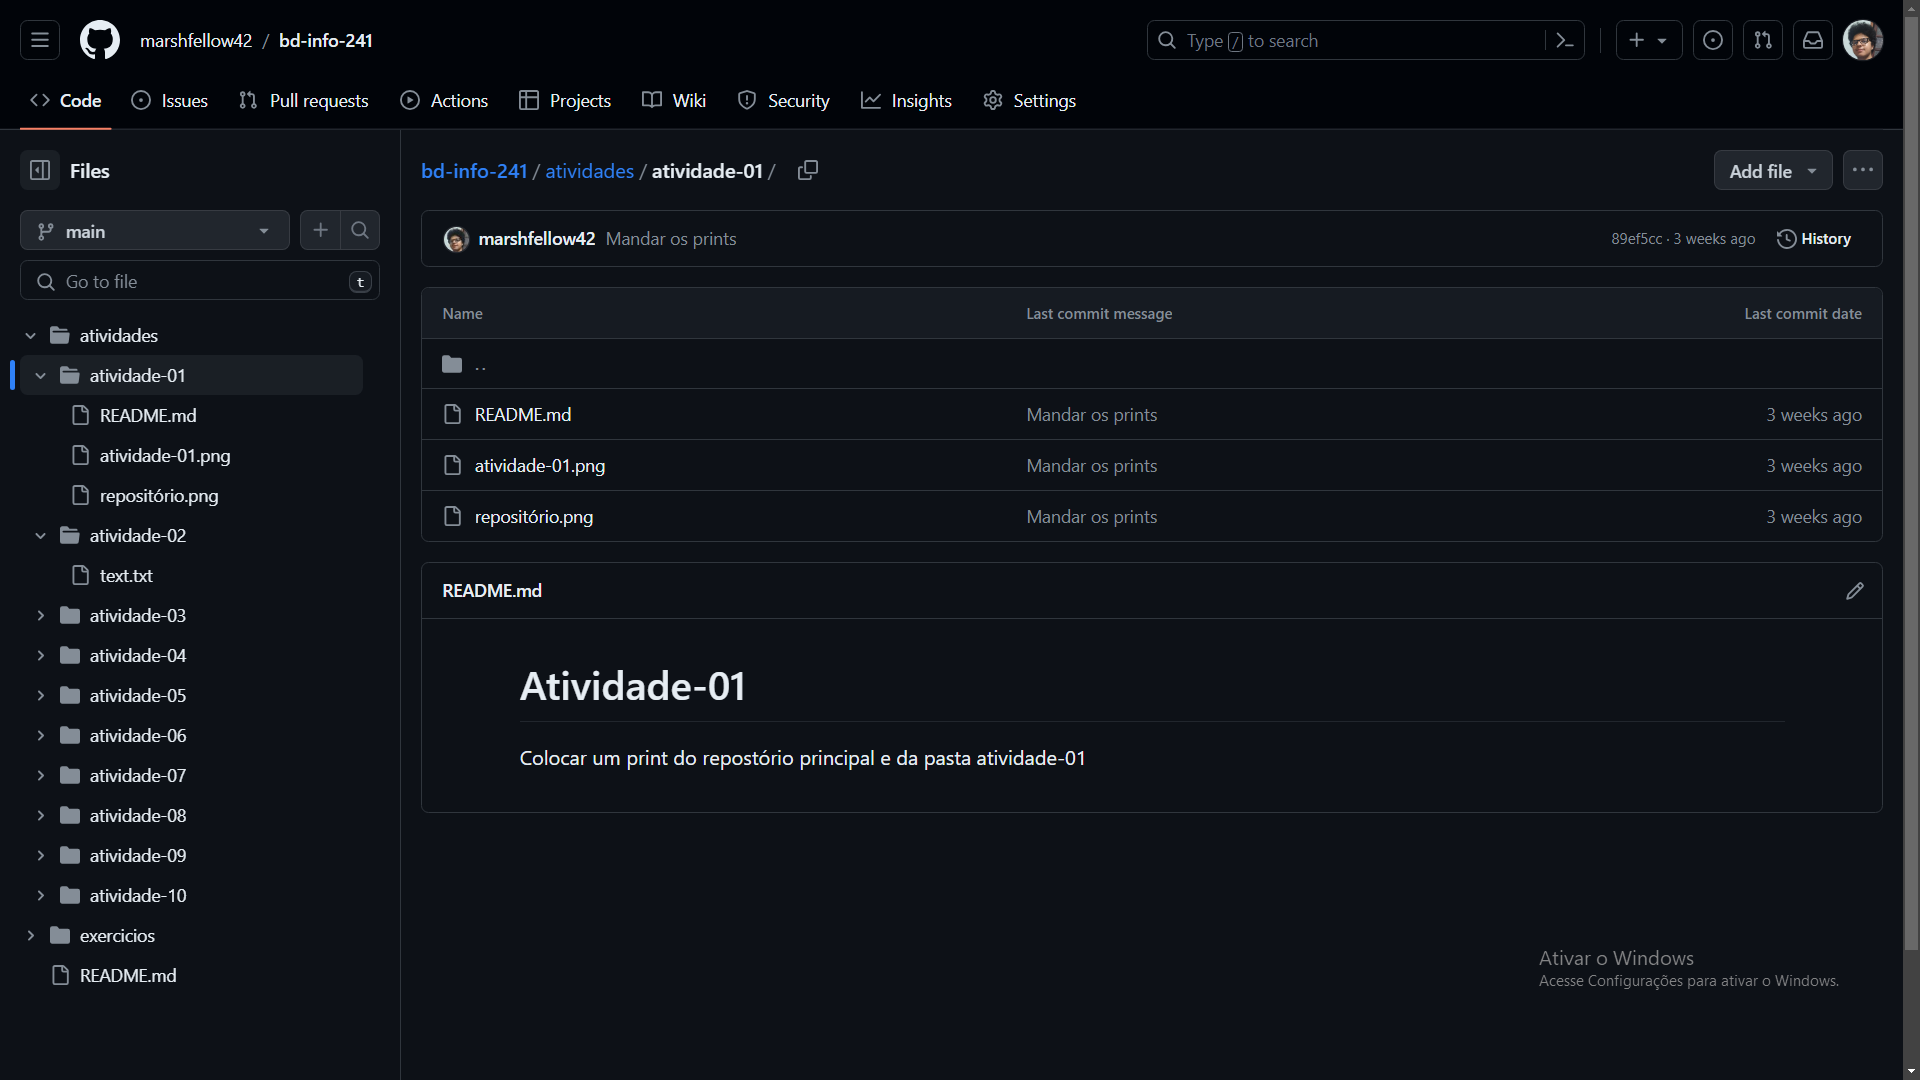 marshfellow42 / bd-info-241
Type / to search
Code
Issues
Pull requests
Actions
Projects
Wiki
Security
Insights
Settings
Files
main
Go to file
t
atividades
atividade-01
README.md
atividade-01.png
repositório.png
atividade-02
text.txt
atividade-03
atividade-04
atividade-05
atividade-06
atividade-07
atividade-08
atividade-09
atividade-10
exercicios
README.md
bd-info-241 / atividades / atividade-01 /
Add file
marshfellow42 Mandar os prints
89ef5cc · 3 weeks ago
History
Name Last commit message Last commit date
..
README.md Mandar os prints 3 weeks ago
atividade-01.png Mandar os prints 3 weeks ago
repositório.png Mandar os prints 3 weeks ago
README.md
Atividade-01
Colocar um print do repostório principal e da pasta atividade-01
Ativar o Windows
Acesse Configurações para ativar o Windows.